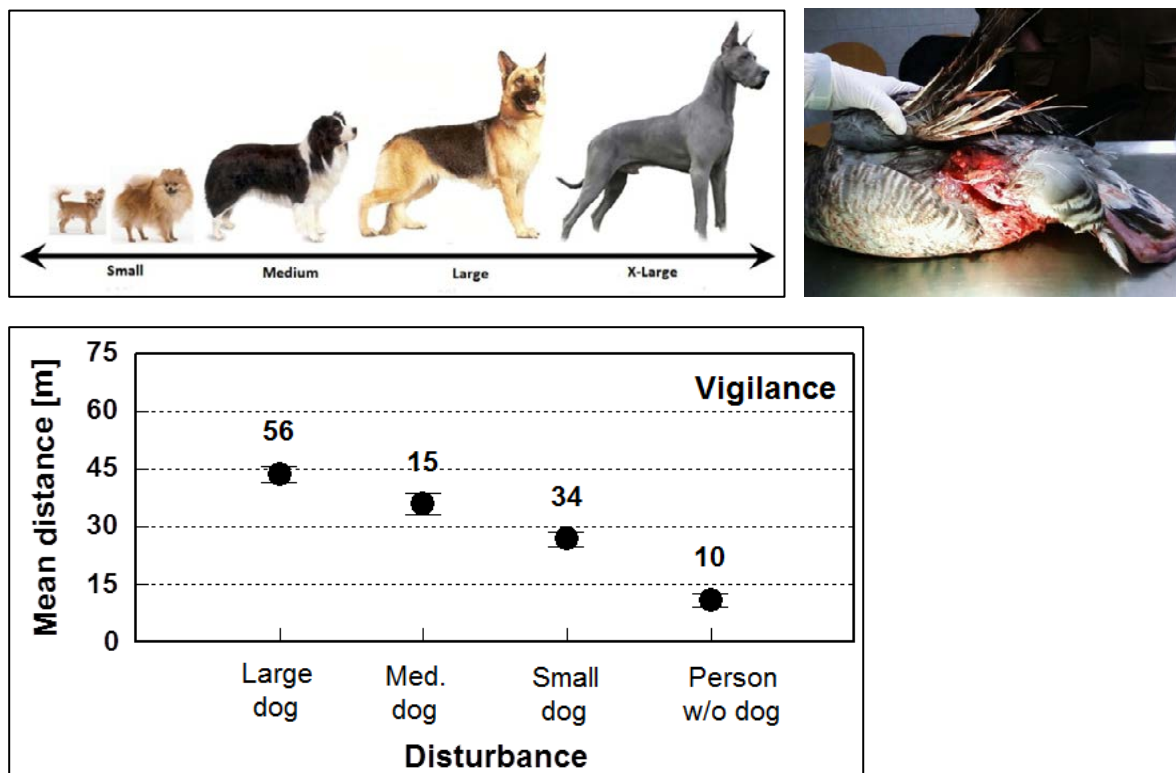 Small Medium Large X-Large
75
60
45
30
15
0
Mean distance [m]
Vigilance
56
15
34
10
Large
dog
Med.
dog
Small
dog
Person
w/o dog
Disturbance